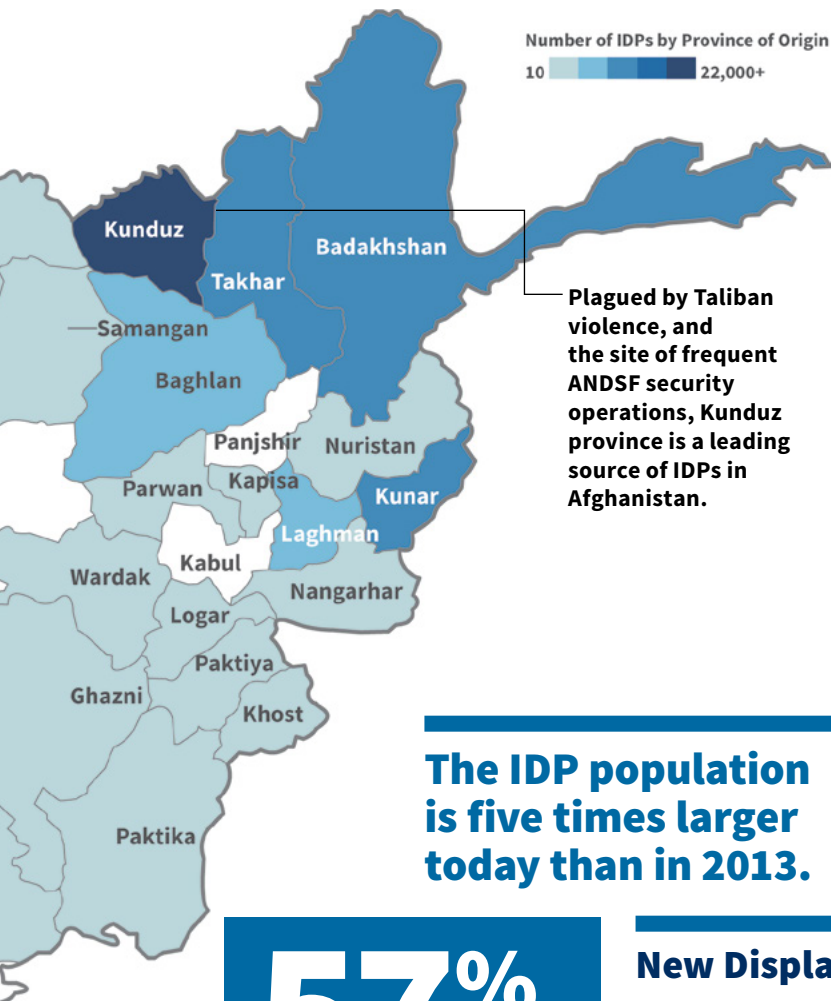 Number of IDPs by Province of Origin
10 22,000+
Kunduz
Badakhshan
Takhar
Plagued by Taliban
violence, and
the site of frequent
ANDSF security
operations, Kunduz
province is a leading
source of IDPs in
Afghanistan.
Samangan
Baghlan
Panjshir
Nuristan
Parwan
Kapisa
Kunar
Laghman
Kabul
Wardak
Nangarhar
Logar
Paktiya
Ghazni
Khost
Paktika
The IDP population
is five times larger
today than in 2013.
57%
New Displa